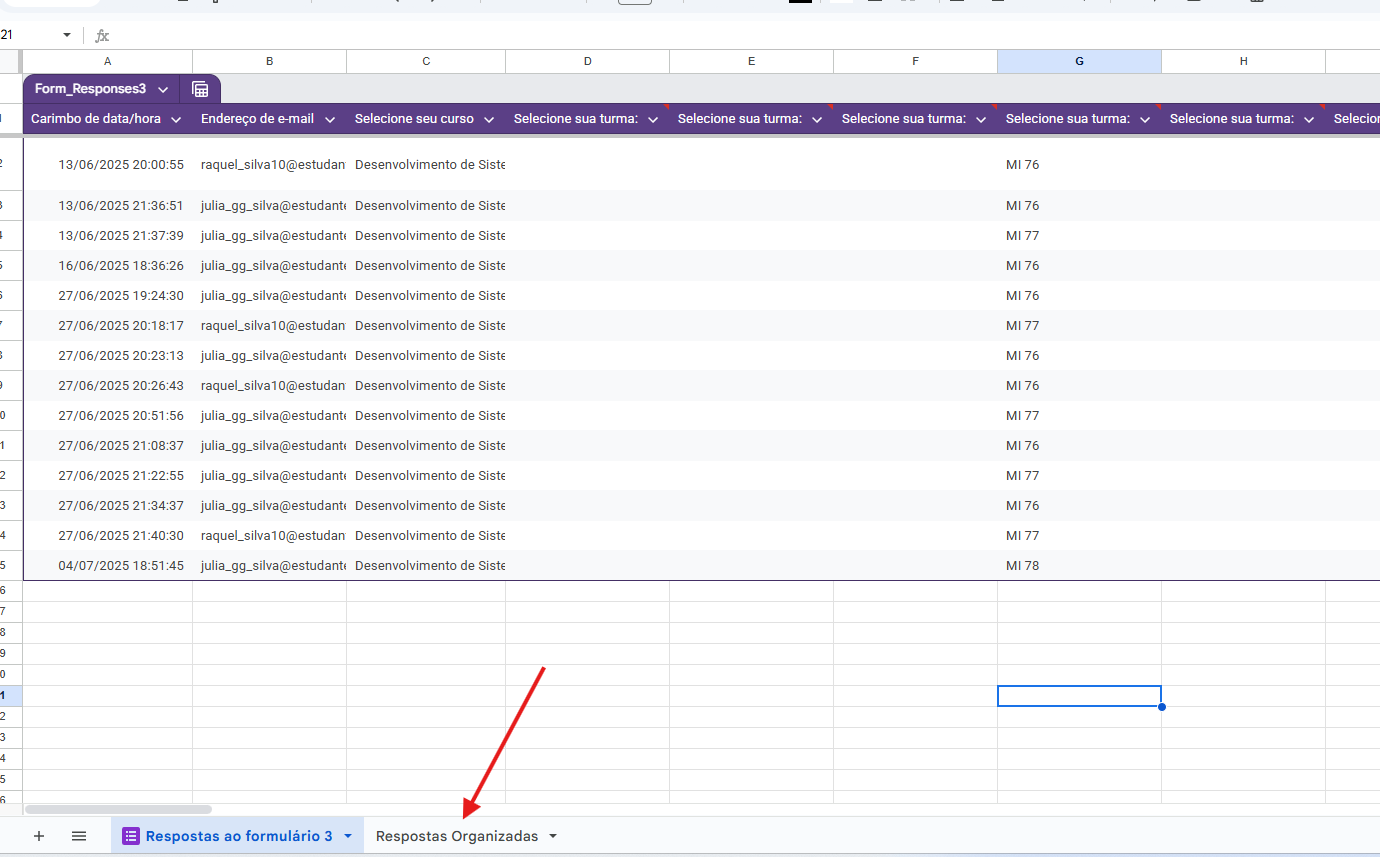 21 fx
A B C D E F G H
Form_Responses3
Carimbo de data/hora Endereço de e-mail Selecione seu curso Selecione sua turma: Selecione sua turma: Selecione sua turma: Selecione sua turma: Selecione sua turma: Selecion
2 13/06/2025 20:00:55 raquel_silva10@estudan Desenvolvimento de Siste MI 76
3 13/06/2025 21:36:51 julia_gg_silva@estudante Desenvolvimento de Siste MI 76
4 13/06/2025 21:37:39 julia_gg_silva@estudante Desenvolvimento de Siste MI 77
5 16/06/2025 18:36:26 julia_gg_silva@estudante Desenvolvimento de Siste MI 76
6 27/06/2025 19:24:30 julia_gg_silva@estudante Desenvolvimento de Siste MI 76
7 27/06/2025 20:18:17 raquel_silva10@estudan Desenvolvimento de Siste MI 77
8 27/06/2025 20:23:13 julia_gg_silva@estudante Desenvolvimento de Siste MI 76
9 27/06/2025 20:26:43 raquel_silva10@estudan Desenvolvimento de Siste MI 76
0 27/06/2025 20:51:56 julia_gg_silva@estudante Desenvolvimento de Siste MI 77
1 27/06/2025 21:08:37 julia_gg_silva@estudante Desenvolvimento de Siste MI 76
2 27/06/2025 21:22:55 julia_gg_silva@estudante Desenvolvimento de Siste MI 77
3 27/06/2025 21:34:37 julia_gg_silva@estudante Desenvolvimento de Siste MI 76
4 27/06/2025 21:40:30 raquel_silva10@estudan Desenvolvimento de Siste MI 77
5 04/07/2025 18:51:45 julia_gg_silva@estudante Desenvolvimento de Siste MI 78
6
7
8
9
0
1
2
3
4
5
6
Respostas ao formulário 3 Respostas Organizadas